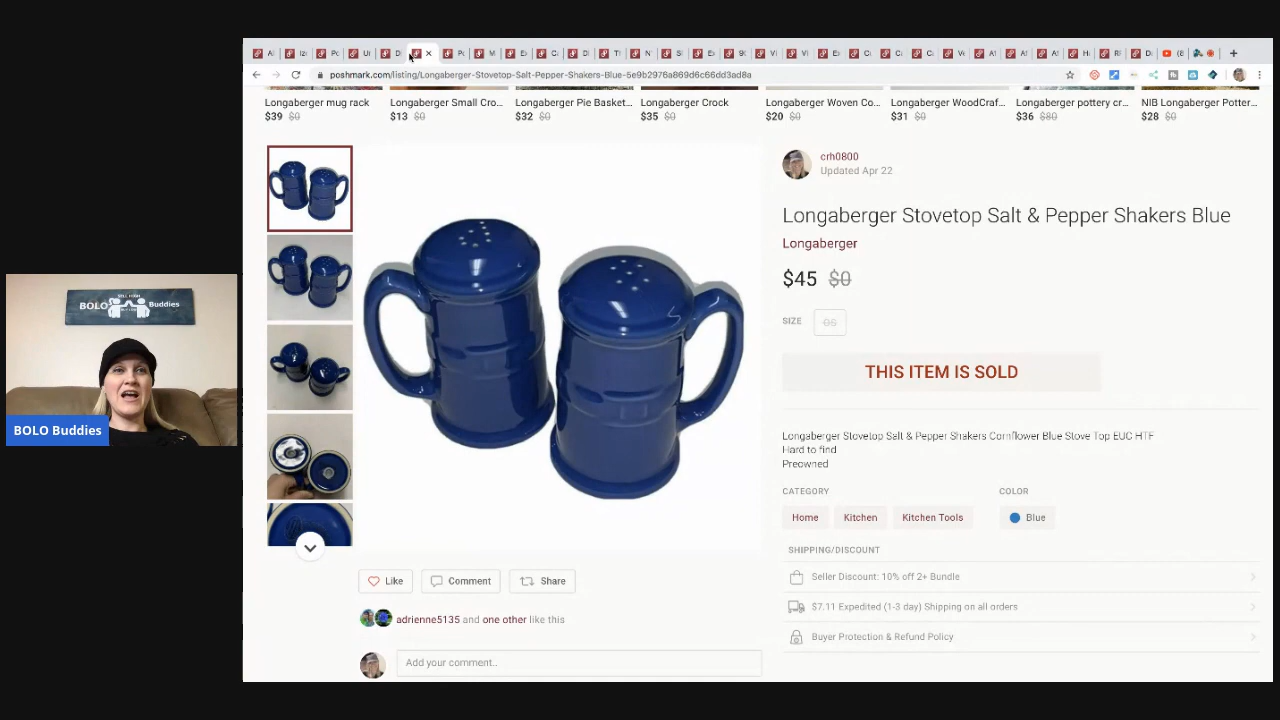 poshmark.com/listing/Longaberger-Stovetop-Salt-Pepper-Shakers-Blue-5e9b2976a869d6c66dd3ad8a
Longaberger mug rack
$39 $0
Longaberger Small Cro...
$13 $0
Longaberger Pie Basket...
$32 $0
Longaberger Crock
$35 $0
Longaberger Woven Co...
$20 $0
Longaberger WoodCraf...
$31 $0
Longaberger pottery cr...
$36 $80
NIB Longaberger Potter...
$28 $0
crh0800
Updated Apr 22
Longaberger Stovetop Salt & Pepper Shakers Blue
Longaberger
$45 $0
SIZE OS
THIS ITEM IS SOLD
Longaberger Stovetop Salt & Pepper Shakers Cornflower Blue Stove Top EUC HTF
Hard to find
Preowned
CATEGORY
Home Kitchen Kitchen Tools
COLOR
Blue
SHIPPING/DISCOUNT
Seller Discount: 10% off 2+ Bundle
$7.11 Expedited (1-3 day) Shipping on all orders
Buyer Protection & Refund Policy
Like Comment Share
adrienne5135 and one other like this
Add your comment..
BOLO Buddies
BOLO Buddies